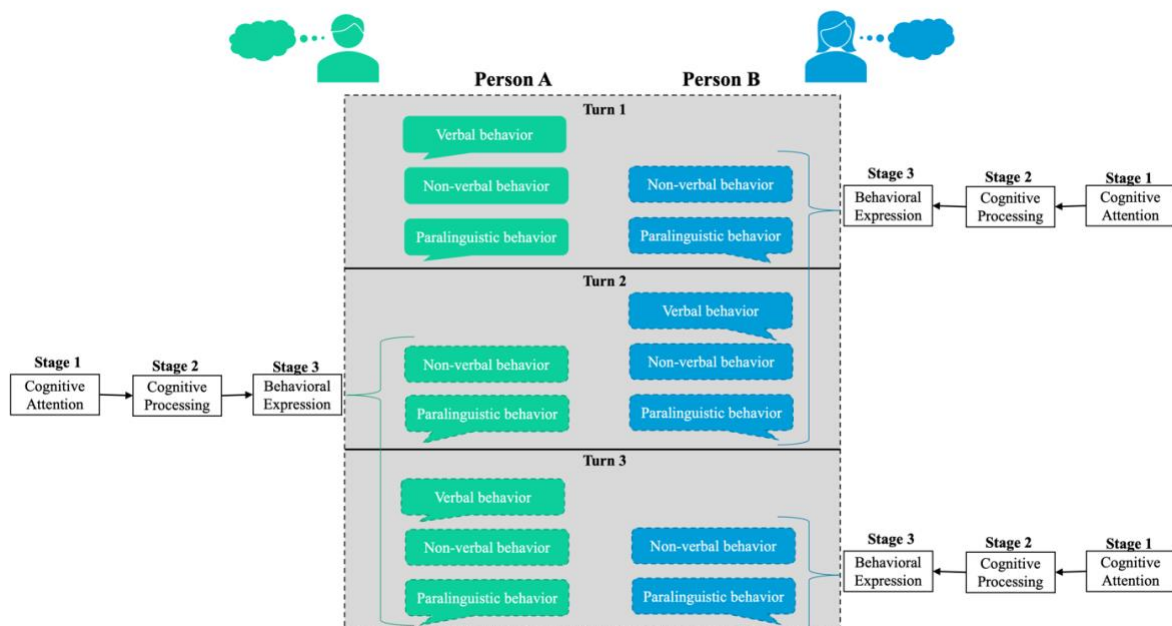 Person A
Person B
Turn 1
Verbal behavior
Non-verbal behavior
Paralinguistic behavior
Non-verbal behavior
Paralinguistic behavior
Stage 3
Behavioral
Expression
Stage 2
Cognitive
Processing
Stage 1
Cognitive
Attention
Turn 2
Verbal behavior
Non-verbal behavior
Paralinguistic behavior
Non-verbal behavior
Paralinguistic behavior
Stage 1
Cognitive
Attention
Stage 2
Cognitive
Processing
Stage 3
Behavioral
Expression
Turn 3
Verbal behavior
Non-verbal behavior
Paralinguistic behavior
Non-verbal behavior
Paralinguistic behavior
Stage 3
Behavioral
Expression
Stage 2
Cognitive
Processing
Stage 1
Cognitive
Attention